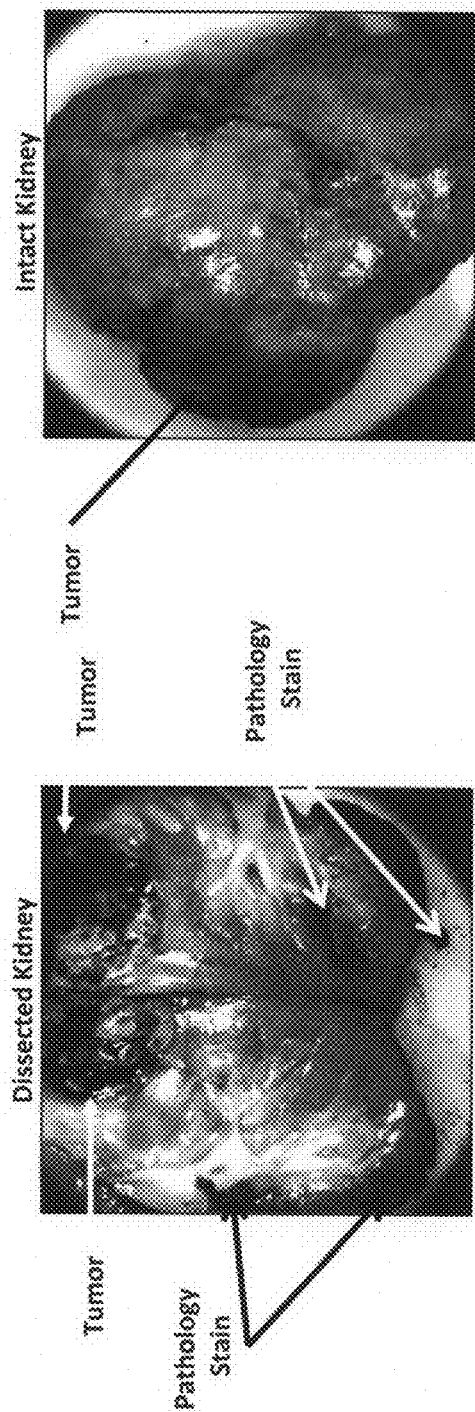 Dissected Kidney
Intact Kidney
Tumor
Pathology
Stain
Tumor
Tumor
Pathology
Stain